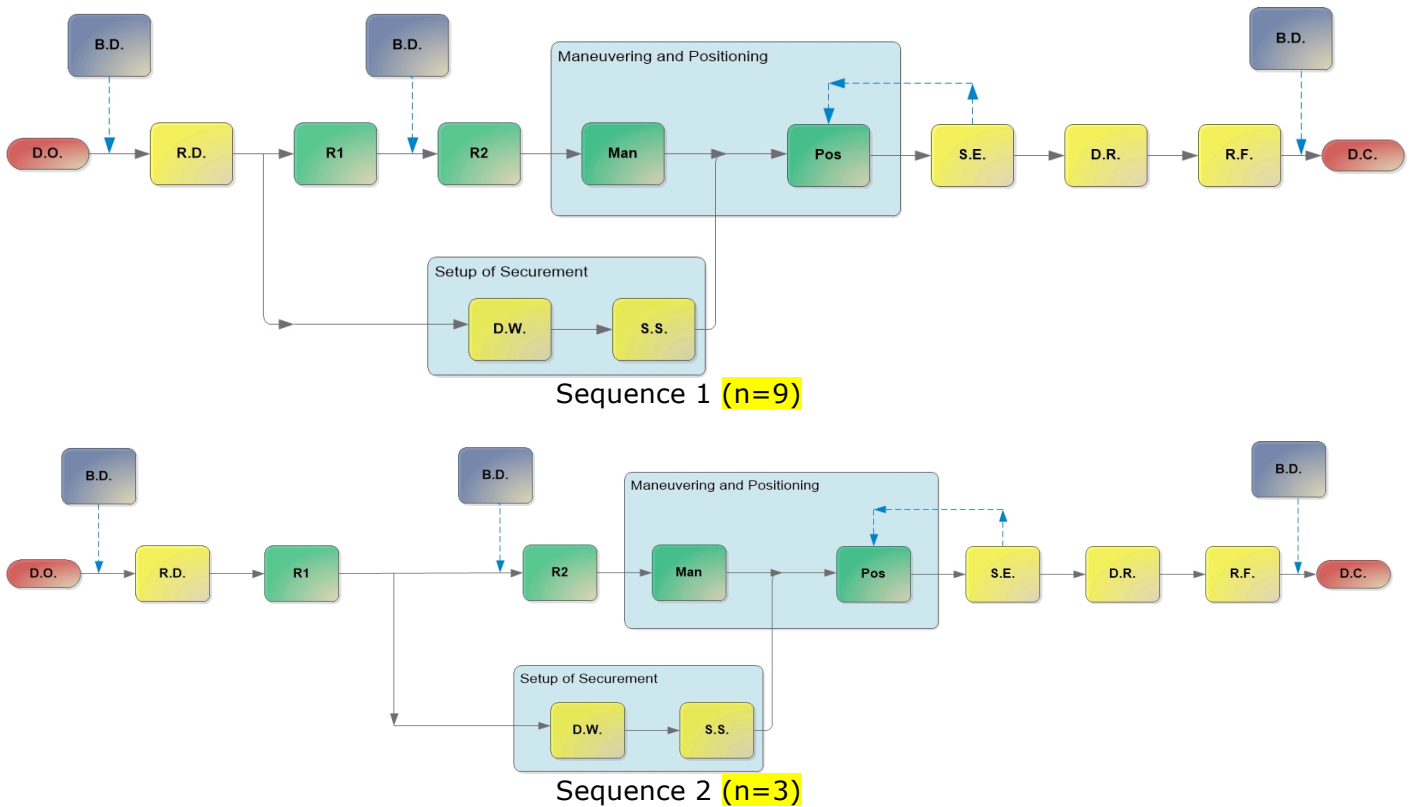 B.D.
B.D.
B.D.
Maneuvering and Positioning
D.O.
R.D.
R1
R2
Man
Pos
S.E.
D.R.
R.F.
D.C.
Setup of Securement
D.W.
S.S.
Sequence 1 (n=9)
B.D.
B.D.
B.D.
Maneuvering and Positioning
D.O.
R.D.
R1
R2
Man
Pos
S.E.
D.R.
R.F.
D.C.
Setup of Securement
D.W.
S.S.
Sequence 2 (n=3)